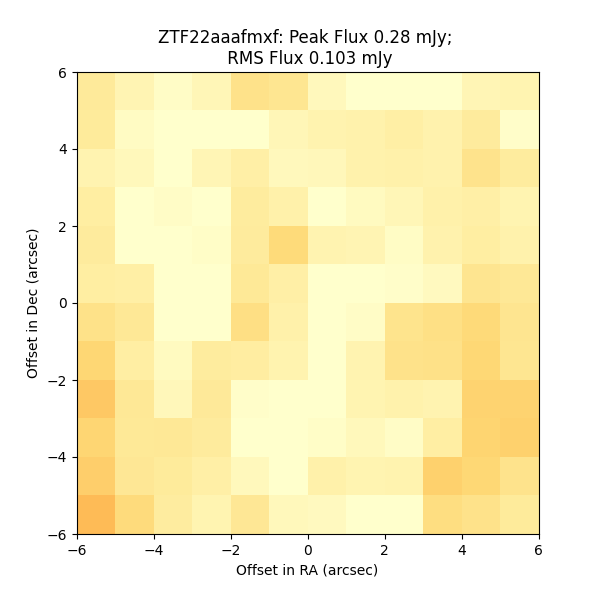 ZTF22aaafmxf: Peak Flux 0.28 mJy;
RMS Flux 0.103 mJy
6
4
2
0
−2
−4
−6
Offset in Dec (arcsec)
−6 −4 −2 0 2 4 6
Offset in RA (arcsec)